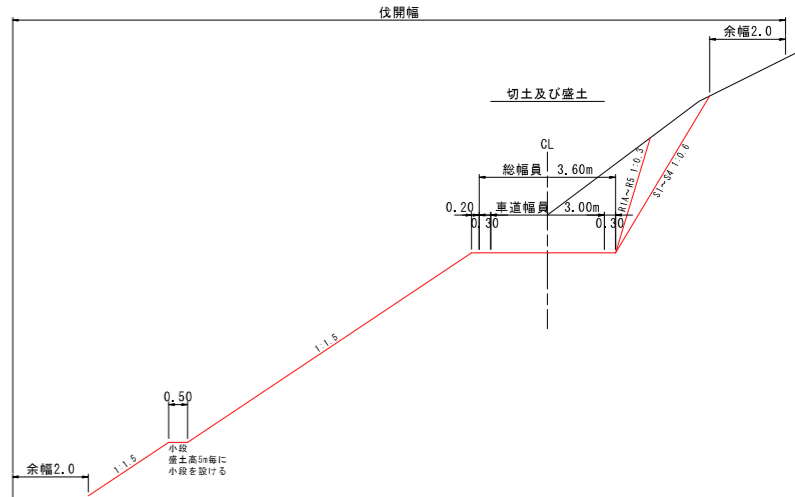 伐開幅
余幅2.0
切土及び盛土
CL
総幅員 3.60m
R1A～R5 1:0.3
S1～S4 1:0.6
0.20
車道幅員 3.00m
0.30
0.30
1:1.5
0.50
小段
盛土高5m毎に
小段を設ける
1:1.5
余幅2.0